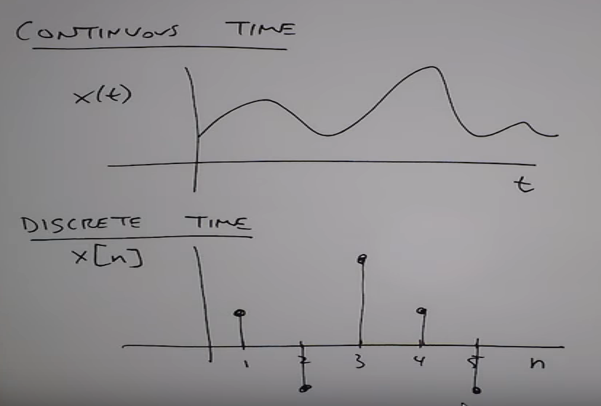 CONTINUOUS TIME
x(t)
t
DISCRETE TIME
x[n]
1 2 3 4 5 n